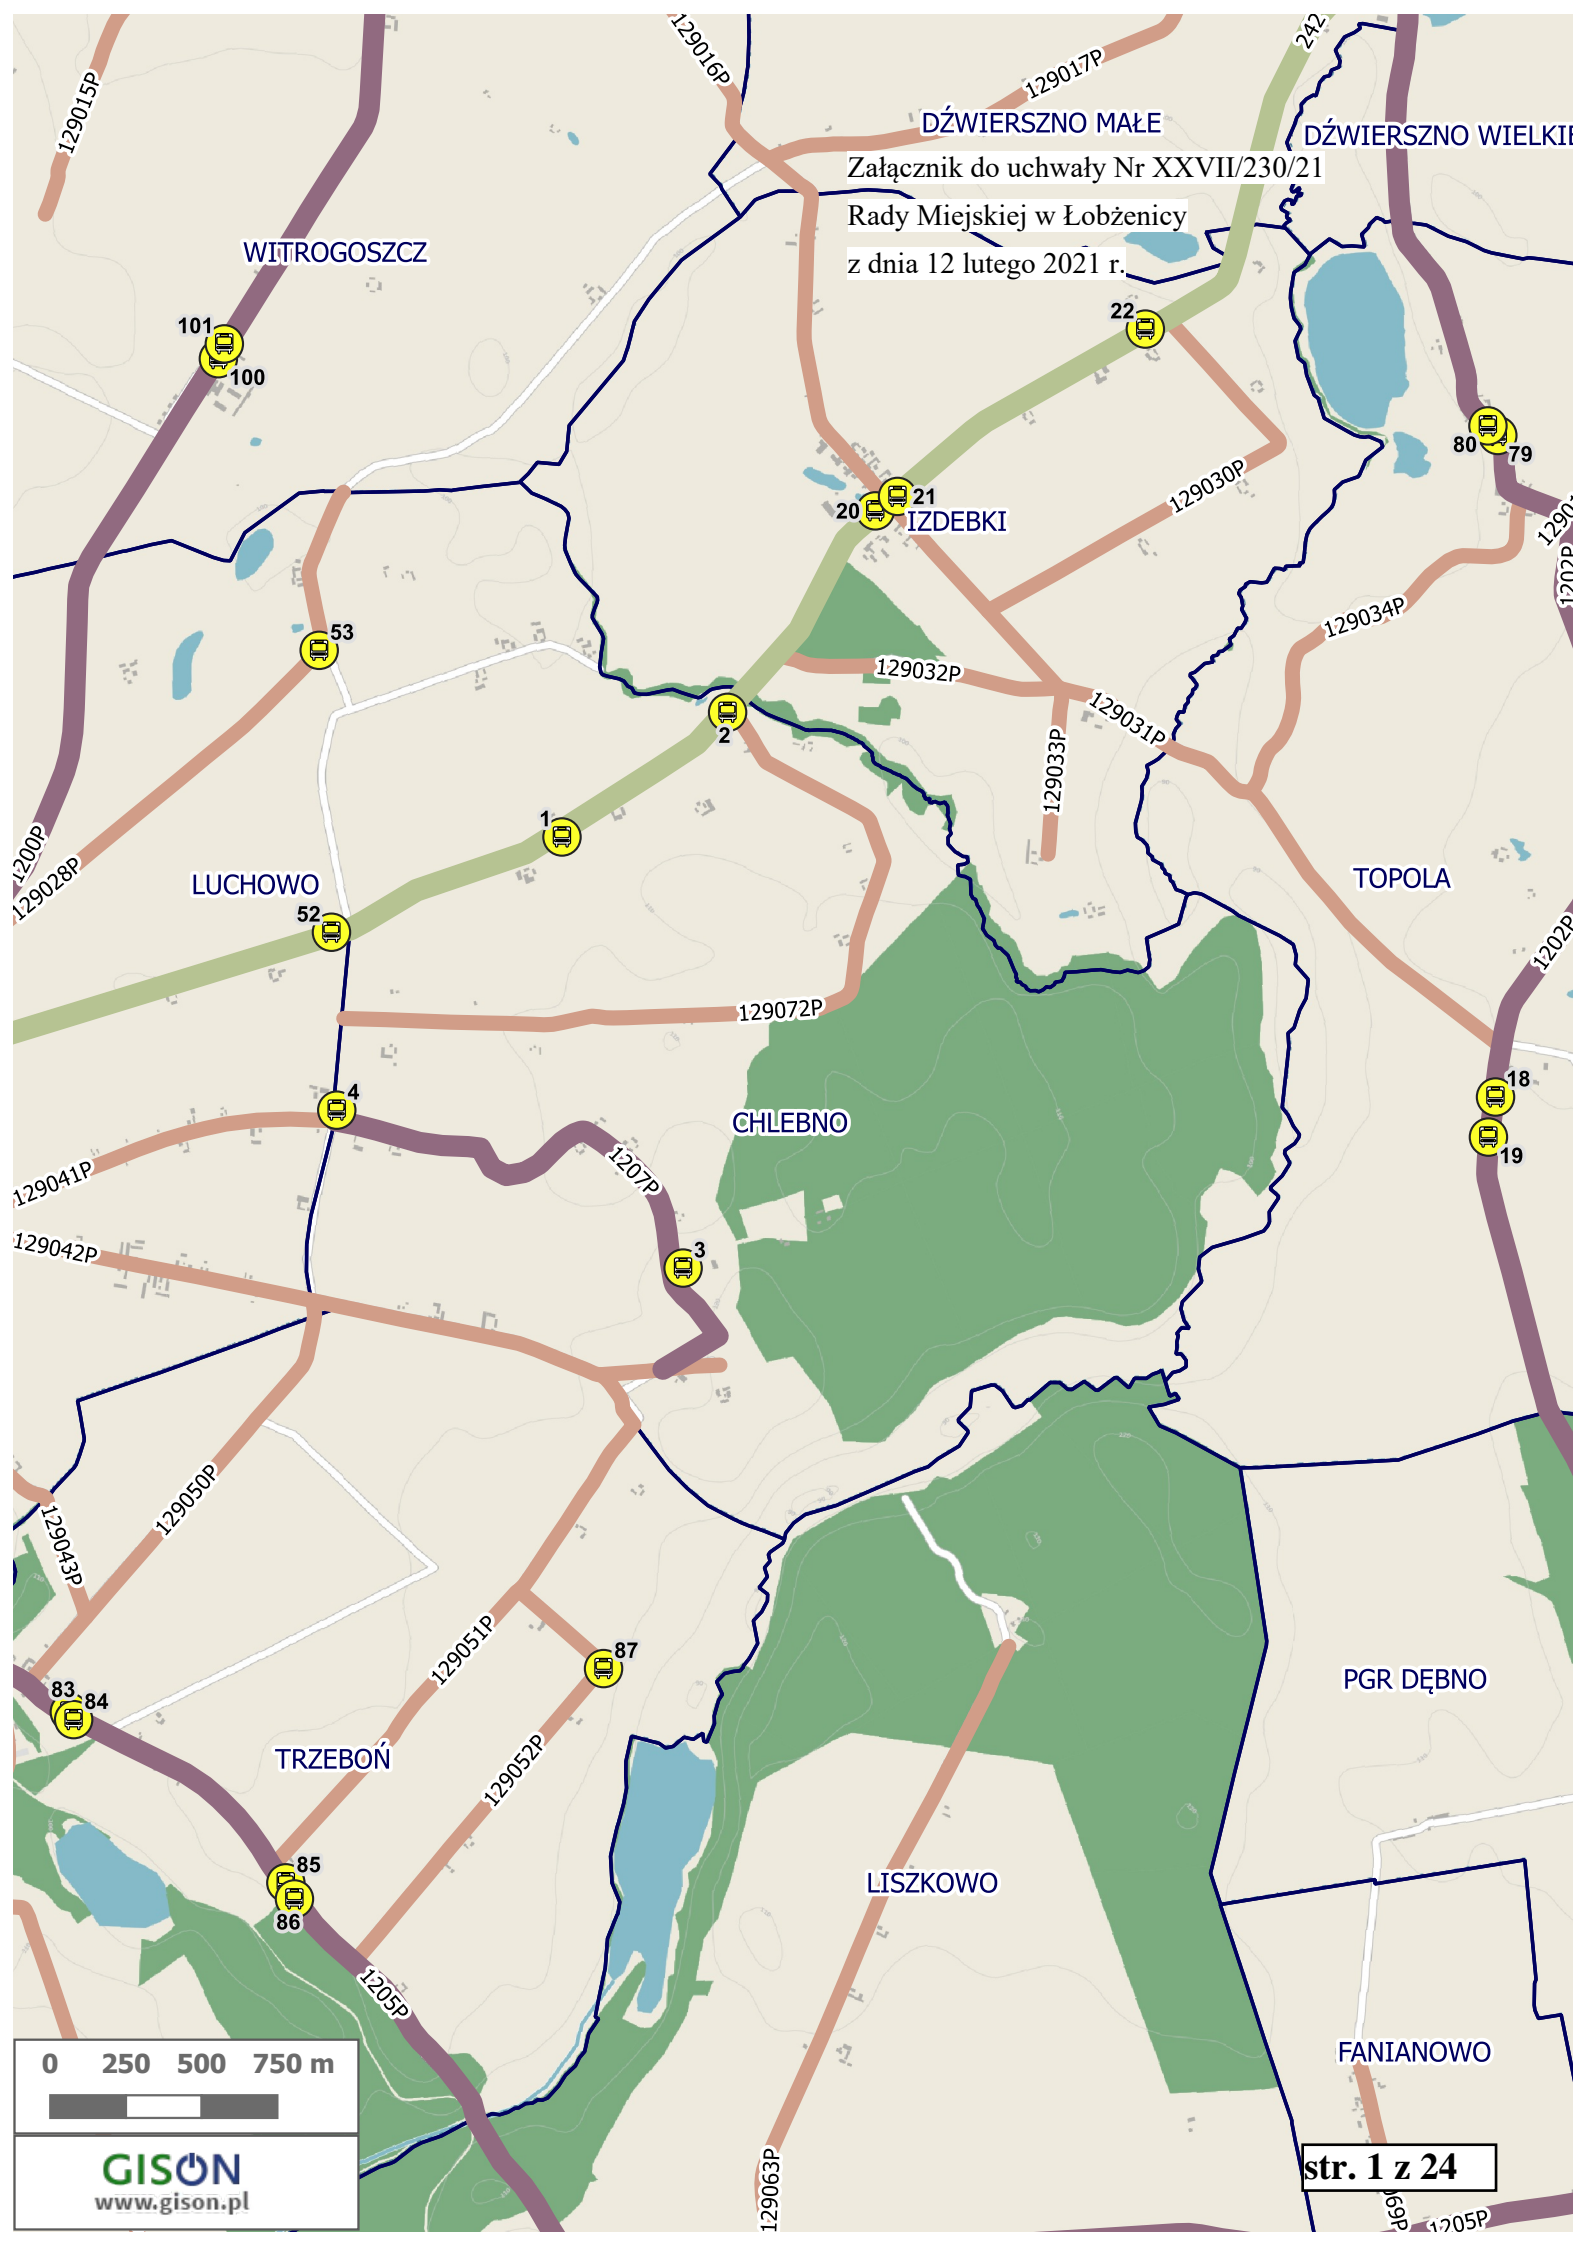 242
129016P
129017P
129015P
DŹWIERSZNO MAŁE
DŹWIERSZNO WIELKIE
Załącznik do uchwały Nr XXVII/230/21
Rady Miejskiej w Łobżenicy
z dnia 12 lutego 2021 r.
WITROGOSZCZ
22
101
100
80
79
129030P
21
20
IZDEBKI
1290
1202P
129034P
53
129032P
129031P
2
129033P
1
1200P
129028P
LUCHOWO
TOPOLA
52
1202P
129072P
18
4
CHLEBNO
19
1207P
129041P
129042P
3
129050P
129043P
129051P
87
PGR DĘBNO
83
84
TRZEBOŃ
129052P
85
LISZKOWO
86
1205P
FANIANOWO
0 250 500 750 m
129063P
str. 1 z 24
GISON
www.gison.pl
069P
1205P